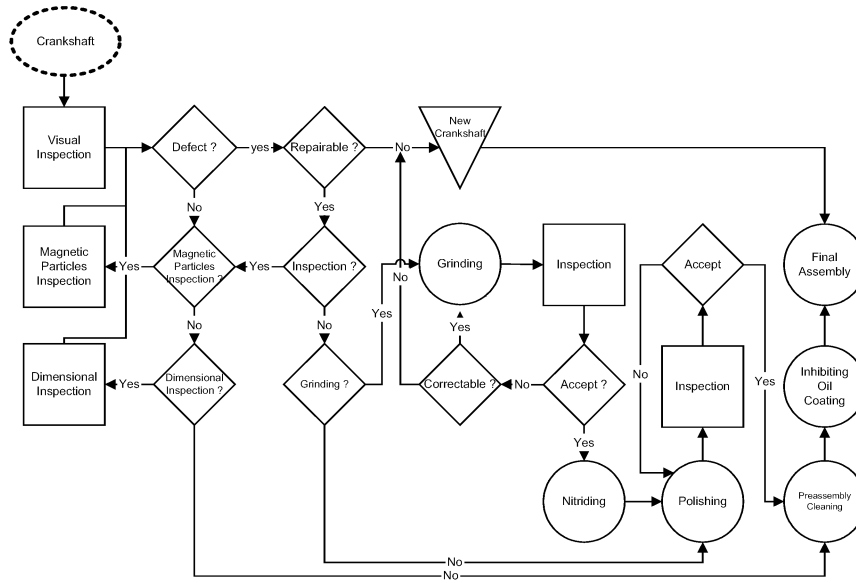 Crankshaft
Visual
Inspection
Defect ?
yes
Repairable ?
No
New
Crankshaft
No
Yes
Magnetic
Particles
Inspection
Yes
Magnetic
Particles
Inspection ?
Yes
Inspection ?
No
Grinding
Inspection
Accept
Final
Assembly
No
No
Yes
Yes
No
Yes
Dimensional
Inspection
Yes
Dimensional
Inspection ?
Grinding ?
Correctable ?
No
Accept ?
Inspection
Inhibiting
Oil
Coating
Yes
Nitriding
Polishing
Preassembly
Cleaning
No
No